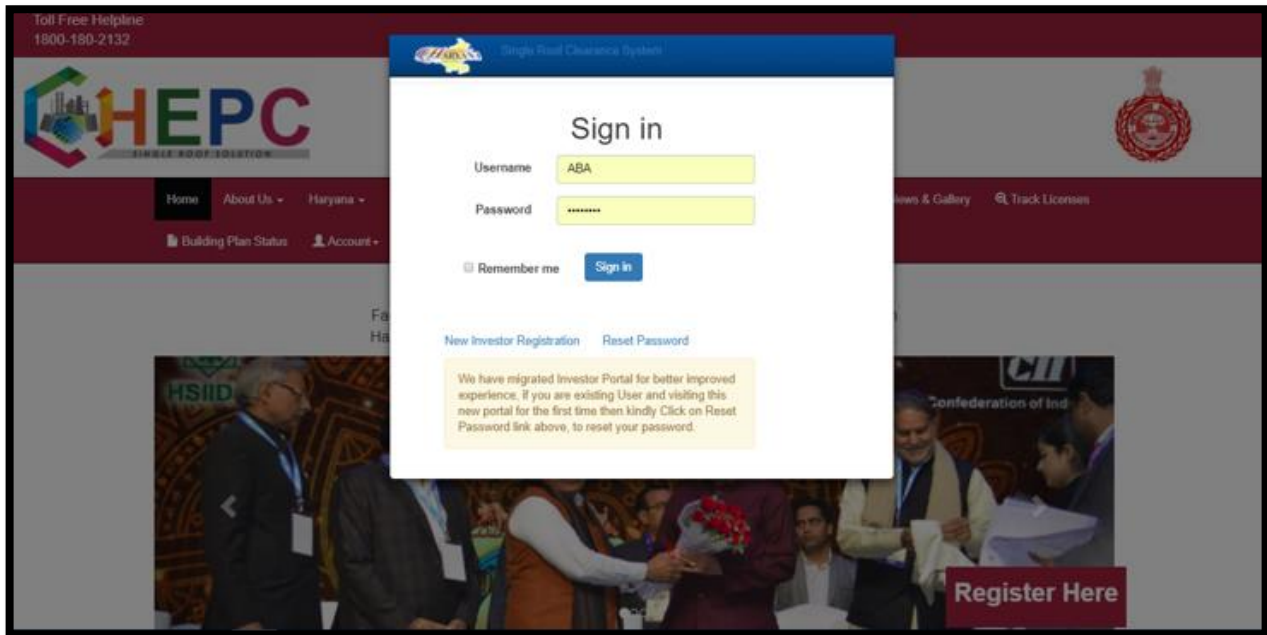 Toll Free Helpline
1800-180-2132
HARYANA
Single Roof Clearance System
HEPC
SINGLE ROOF SOLUTION
Sign in
Username ABA
Password ••••••••
Remember me Sign in
Home About Us Haryana News & Gallery Track Licenses
Building Plan Status Account
Fa
Ha
New Investor Registration Reset Password
We have migrated Investor Portal for better improved
experience, If you are existing User and visiting this
new portal for the first time then kindly Click on Reset
Password link above, to reset your password.
HSIID
CII
Confederation of Ind
Register Here